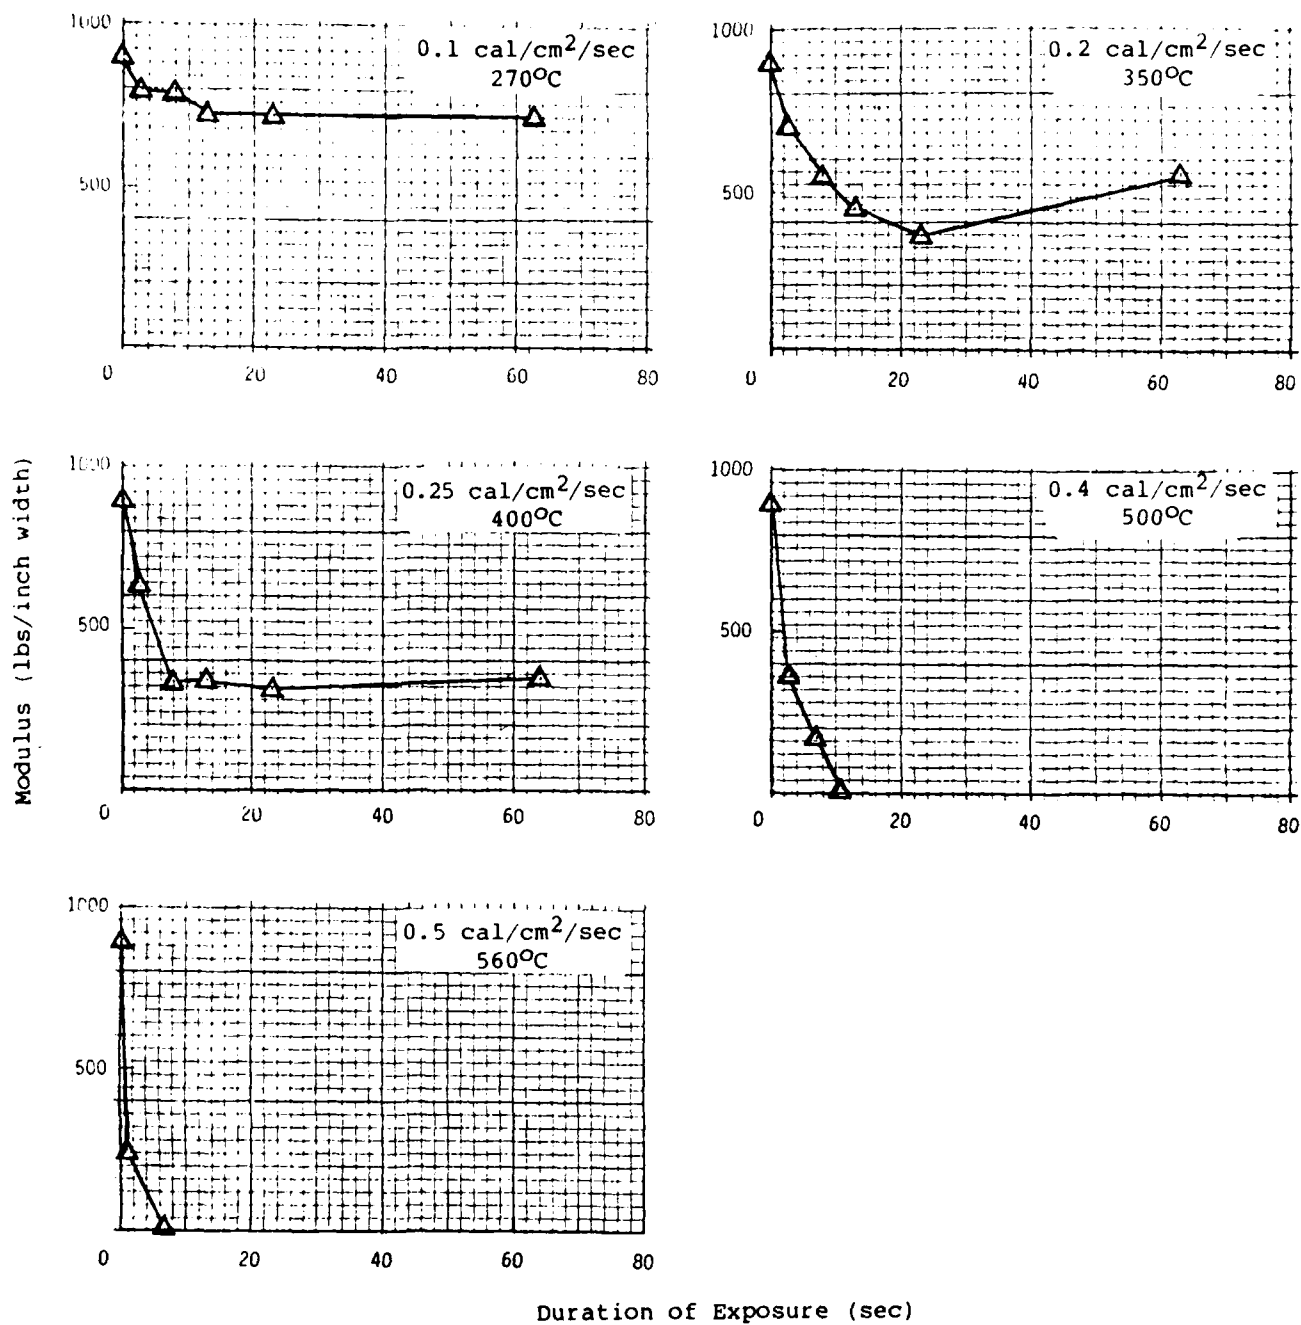 1000
0.1 cal/cm²/sec
270°C
500
0 20 40 60 80
1000
0.2 cal/cm²/sec
350°C
500
0 20 40 60 80
Modulus (lbs/inch width)
1000
0.25 cal/cm²/sec
400°C
500
0 20 40 60 80
1000
0.4 cal/cm²/sec
500°C
500
0 20 40 60 80
1000
0.5 cal/cm²/sec
560°C
500
0 20 40 60 80
Duration of Exposure (sec)